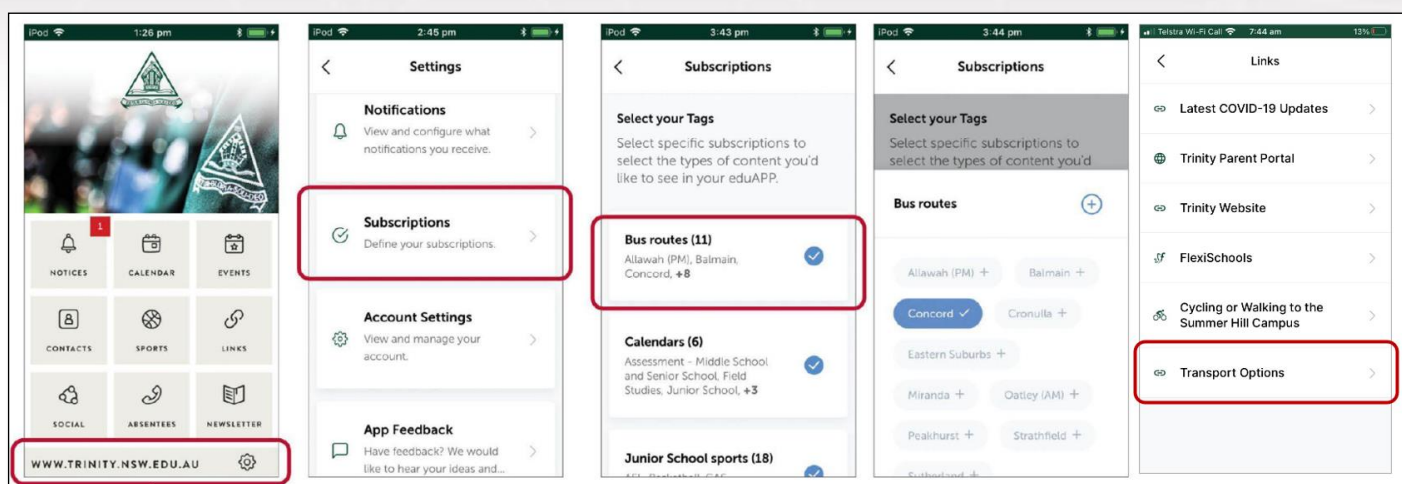 iPod 1:26 pm
1
NOTICES CALENDAR EVENTS
CONTACTS SPORTS LINKS
SOCIAL ABSENTEES NEWSLETTER
WWW.TRINITY.NSW.EDU.AU
iPod 2:45 pm
Settings
Notifications
View and configure what
notifications you receive.
Subscriptions
Define your subscriptions.
Account Settings
View and manage your
account.
App Feedback
Have feedback? We would
like to hear your ideas and...
iPod 3:43 pm
Subscriptions
Select your Tags
Select specific subscriptions to
select the types of content you'd
like to see in your eduAPP.
Bus routes (11)
Allawah (PM), Balmain,
Concord, +8
Calendars (6)
Assessment - Middle School
and Senior School, Field
Studies, Junior School, +3
Junior School sports (18)
iPod 3:44 pm
Subscriptions
Select your Tags
Select specific subscriptions to
select the types of content you'd
Bus routes
Allawah (PM) + Balmain +
Concord ✓ Cronulla +
Eastern Suburbs +
Miranda + Oatley (AM) +
Peakhurst + Strathfield +
Sutherland +
Telstra Wi-Fi Call 7:44 am 13%
Links
Latest COVID-19 Updates
Trinity Parent Portal
Trinity Website
FlexiSchools
Cycling or Walking to the
Summer Hill Campus
Transport Options